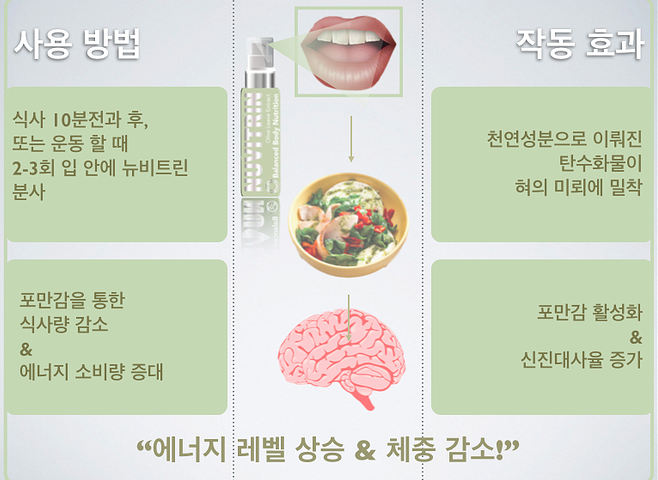 사용 방법
작동 효과
식사 10분전과 후,
또는 운동 할 때
2-3회 입 안에 뉴비트린
분사
NUVITRIN
Balanced Body Nutrition
천연성분으로 이뤄진
탄수화물이
혀의 미뢰에 밀착
포만감을 통한
식사량 감소
&
에너지 소비량 증대
포만감 활성화
&
신진대사율 증가
“에너지 레벨 상승 & 체중 감소!”